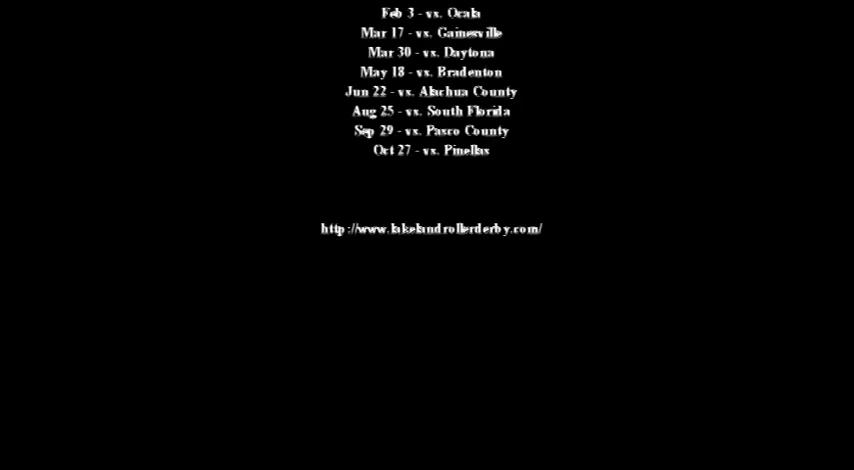 Feb 3 - vs. Ocala
Mar 17 - vs. Gainesville
Mar 30 - vs. Daytona
May 18 - vs. Bradenton
Jun 22 - vs. Alachua County
Aug 25 - vs. South Florida
Sep 29 - vs. Pasco County
Oct 27 - vs. Pinellas
http://www.lakelandrollerderby.com/